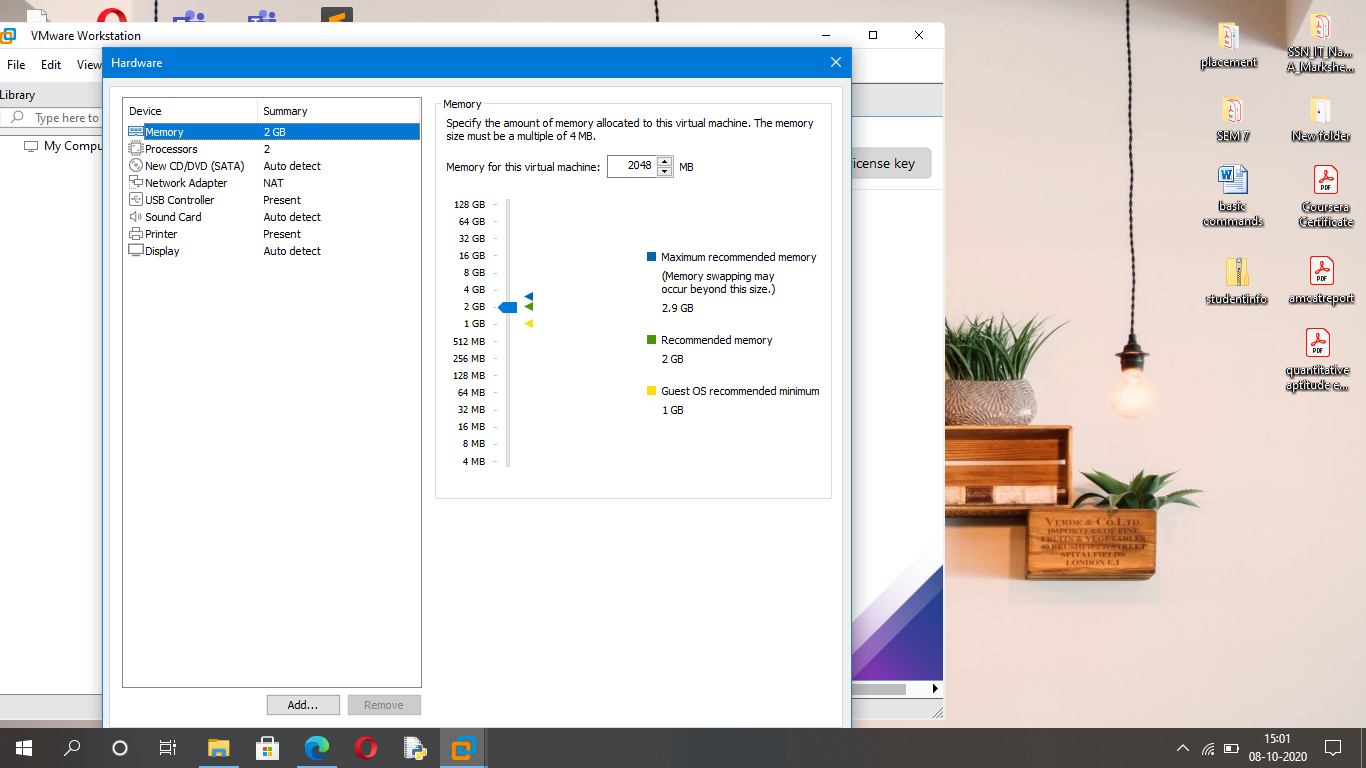 VMware Workstation
File Edit View
Library
Type here to
My Compu
Hardware
Device Summary
Memory 2 GB
Processors 2
New CD/DVD (SATA) Auto detect
Network Adapter NAT
USB Controller Present
Sound Card Auto detect
Printer Present
Display Auto detect
Add...
Remove
Memory
Specify the amount of memory allocated to this virtual machine. The memory
size must be a multiple of 4 MB.
Memory for this virtual machine: 2048 MB
128 GB
64 GB
32 GB
16 GB
8 GB
4 GB
2 GB
1 GB
512 MB
256 MB
128 MB
64 MB
32 MB
16 MB
8 MB
4 MB
Maximum recommended memory
(Memory swapping may
occur beyond this size.)
2.9 GB
Recommended memory
2 GB
Guest OS recommended minimum
1 GB
icense key
placement
SSN_IT_Na...
A_Markshe...
SEM 7
New folder
basic
commands
Coursera
Certificate
studentinfo
amcatreport
quantitative
aptitude e...
VERDE & CO. LTD.
IMPORTERS OF FINE
FRUITS & VEGETABLES
40 BRUSHFIELD STREET
SPITALFIELDS
LONDON E.1
15:01
08-10-2020